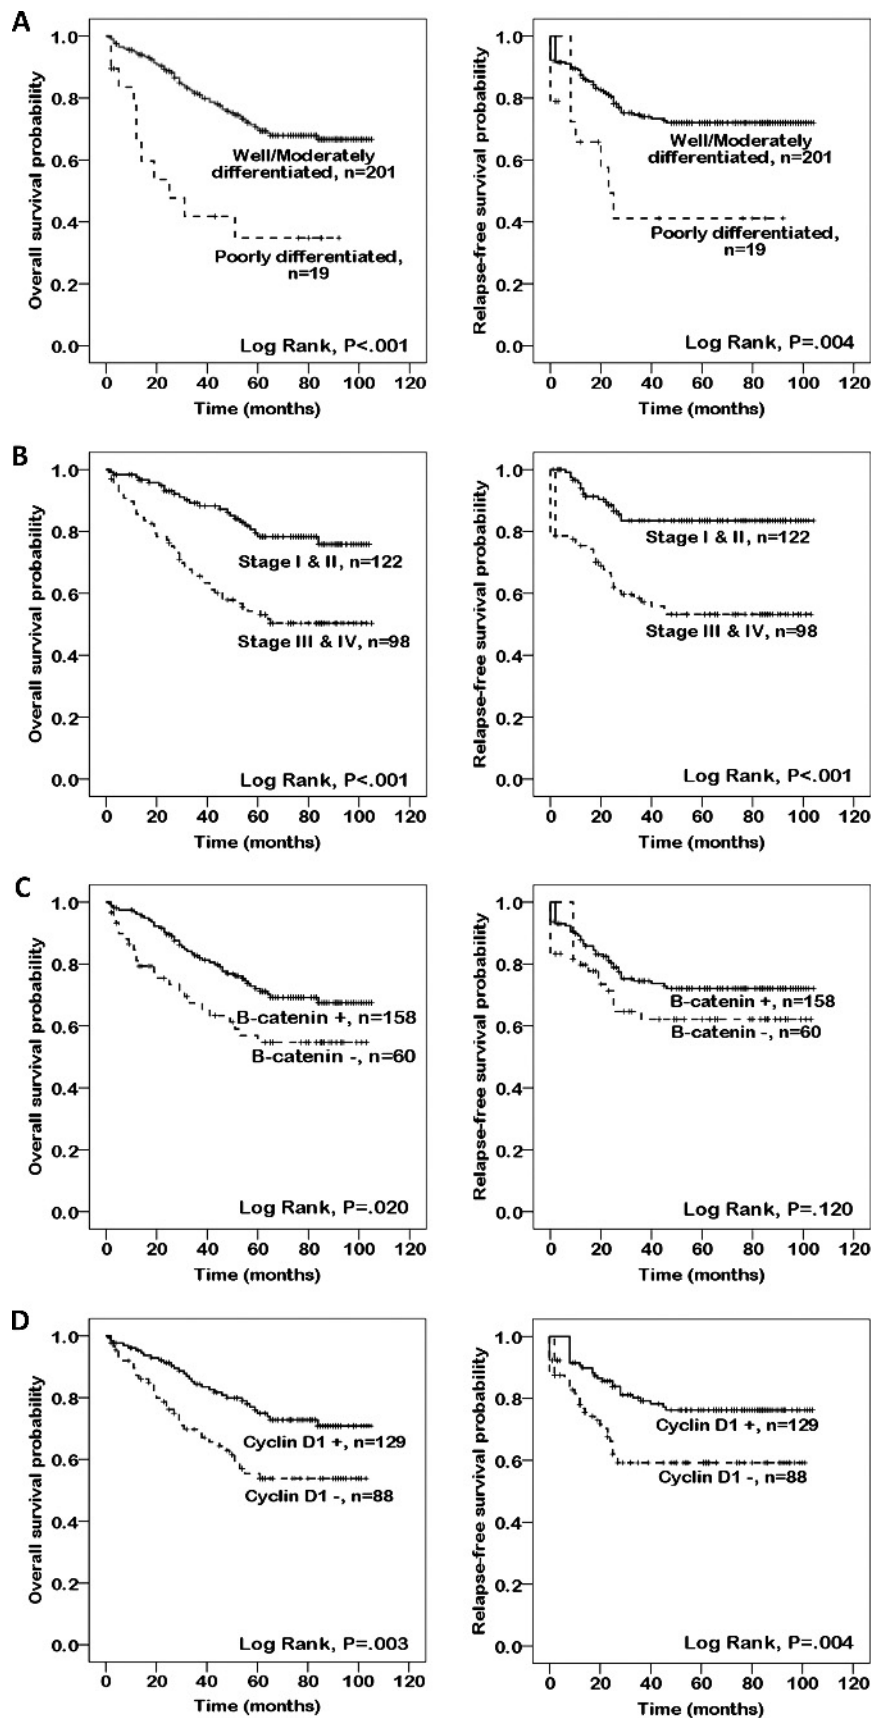 A
Overall survival probability
1.0
0.8
0.6
0.4
0.2
0.0
Well/Moderately
differentiated, n=201
Poorly differentiated,
n=19
Log Rank, P<.001
0 20 40 60 80 100 120
Time (months)
Relapse-free survival probability
1.0
0.8
0.6
0.4
0.2
0.0
Well/Moderately
differentiated, n=201
Poorly differentiated,
n=19
Log Rank, P=.004
0 20 40 60 80 100 120
Time (months)
B
Overall survival probability
1.0
0.8
0.6
0.4
0.2
0.0
Stage I & II, n=122
Stage III & IV, n=98
Log Rank, P<.001
0 20 40 60 80 100 120
Time (months)
Relapse-free survival probability
1.0
0.8
0.6
0.4
0.2
0.0
Stage I & II, n=122
Stage III & IV, n=98
Log Rank, P<.001
0 20 40 60 80 100 120
Time (months)
C
Overall survival probability
1.0
0.8
0.6
0.4
0.2
0.0
B-catenin +, n=158
B-catenin -, n=60
Log Rank, P=.020
0 20 40 60 80 100 120
Time (months)
Relapse-free survival probability
1.0
0.8
0.6
0.4
0.2
0.0
B-catenin +, n=158
B-catenin -, n=60
Log Rank, P=.120
0 20 40 60 80 100 120
Time (months)
D
Overall survival probability
1.0
0.8
0.6
0.4
0.2
0.0
Cyclin D1 +, n=129
Cyclin D1 -, n=88
Log Rank, P=.003
0 20 40 60 80 100 120
Time (months)
Relapse-free survival probability
1.0
0.8
0.6
0.4
0.2
0.0
Cyclin D1 +, n=129
Cyclin D1 -, n=88
Log Rank, P=.004
0 20 40 60 80 100 120
Time (months)